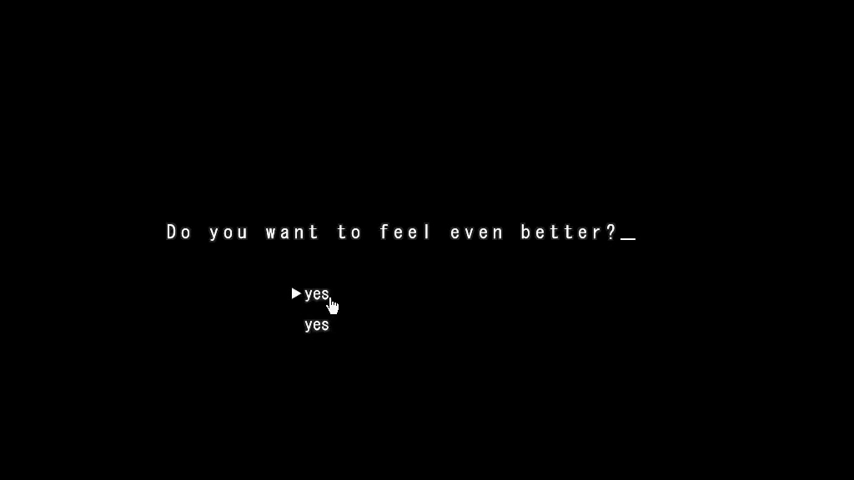 Do you want to feel even better?_
▶yes
yes